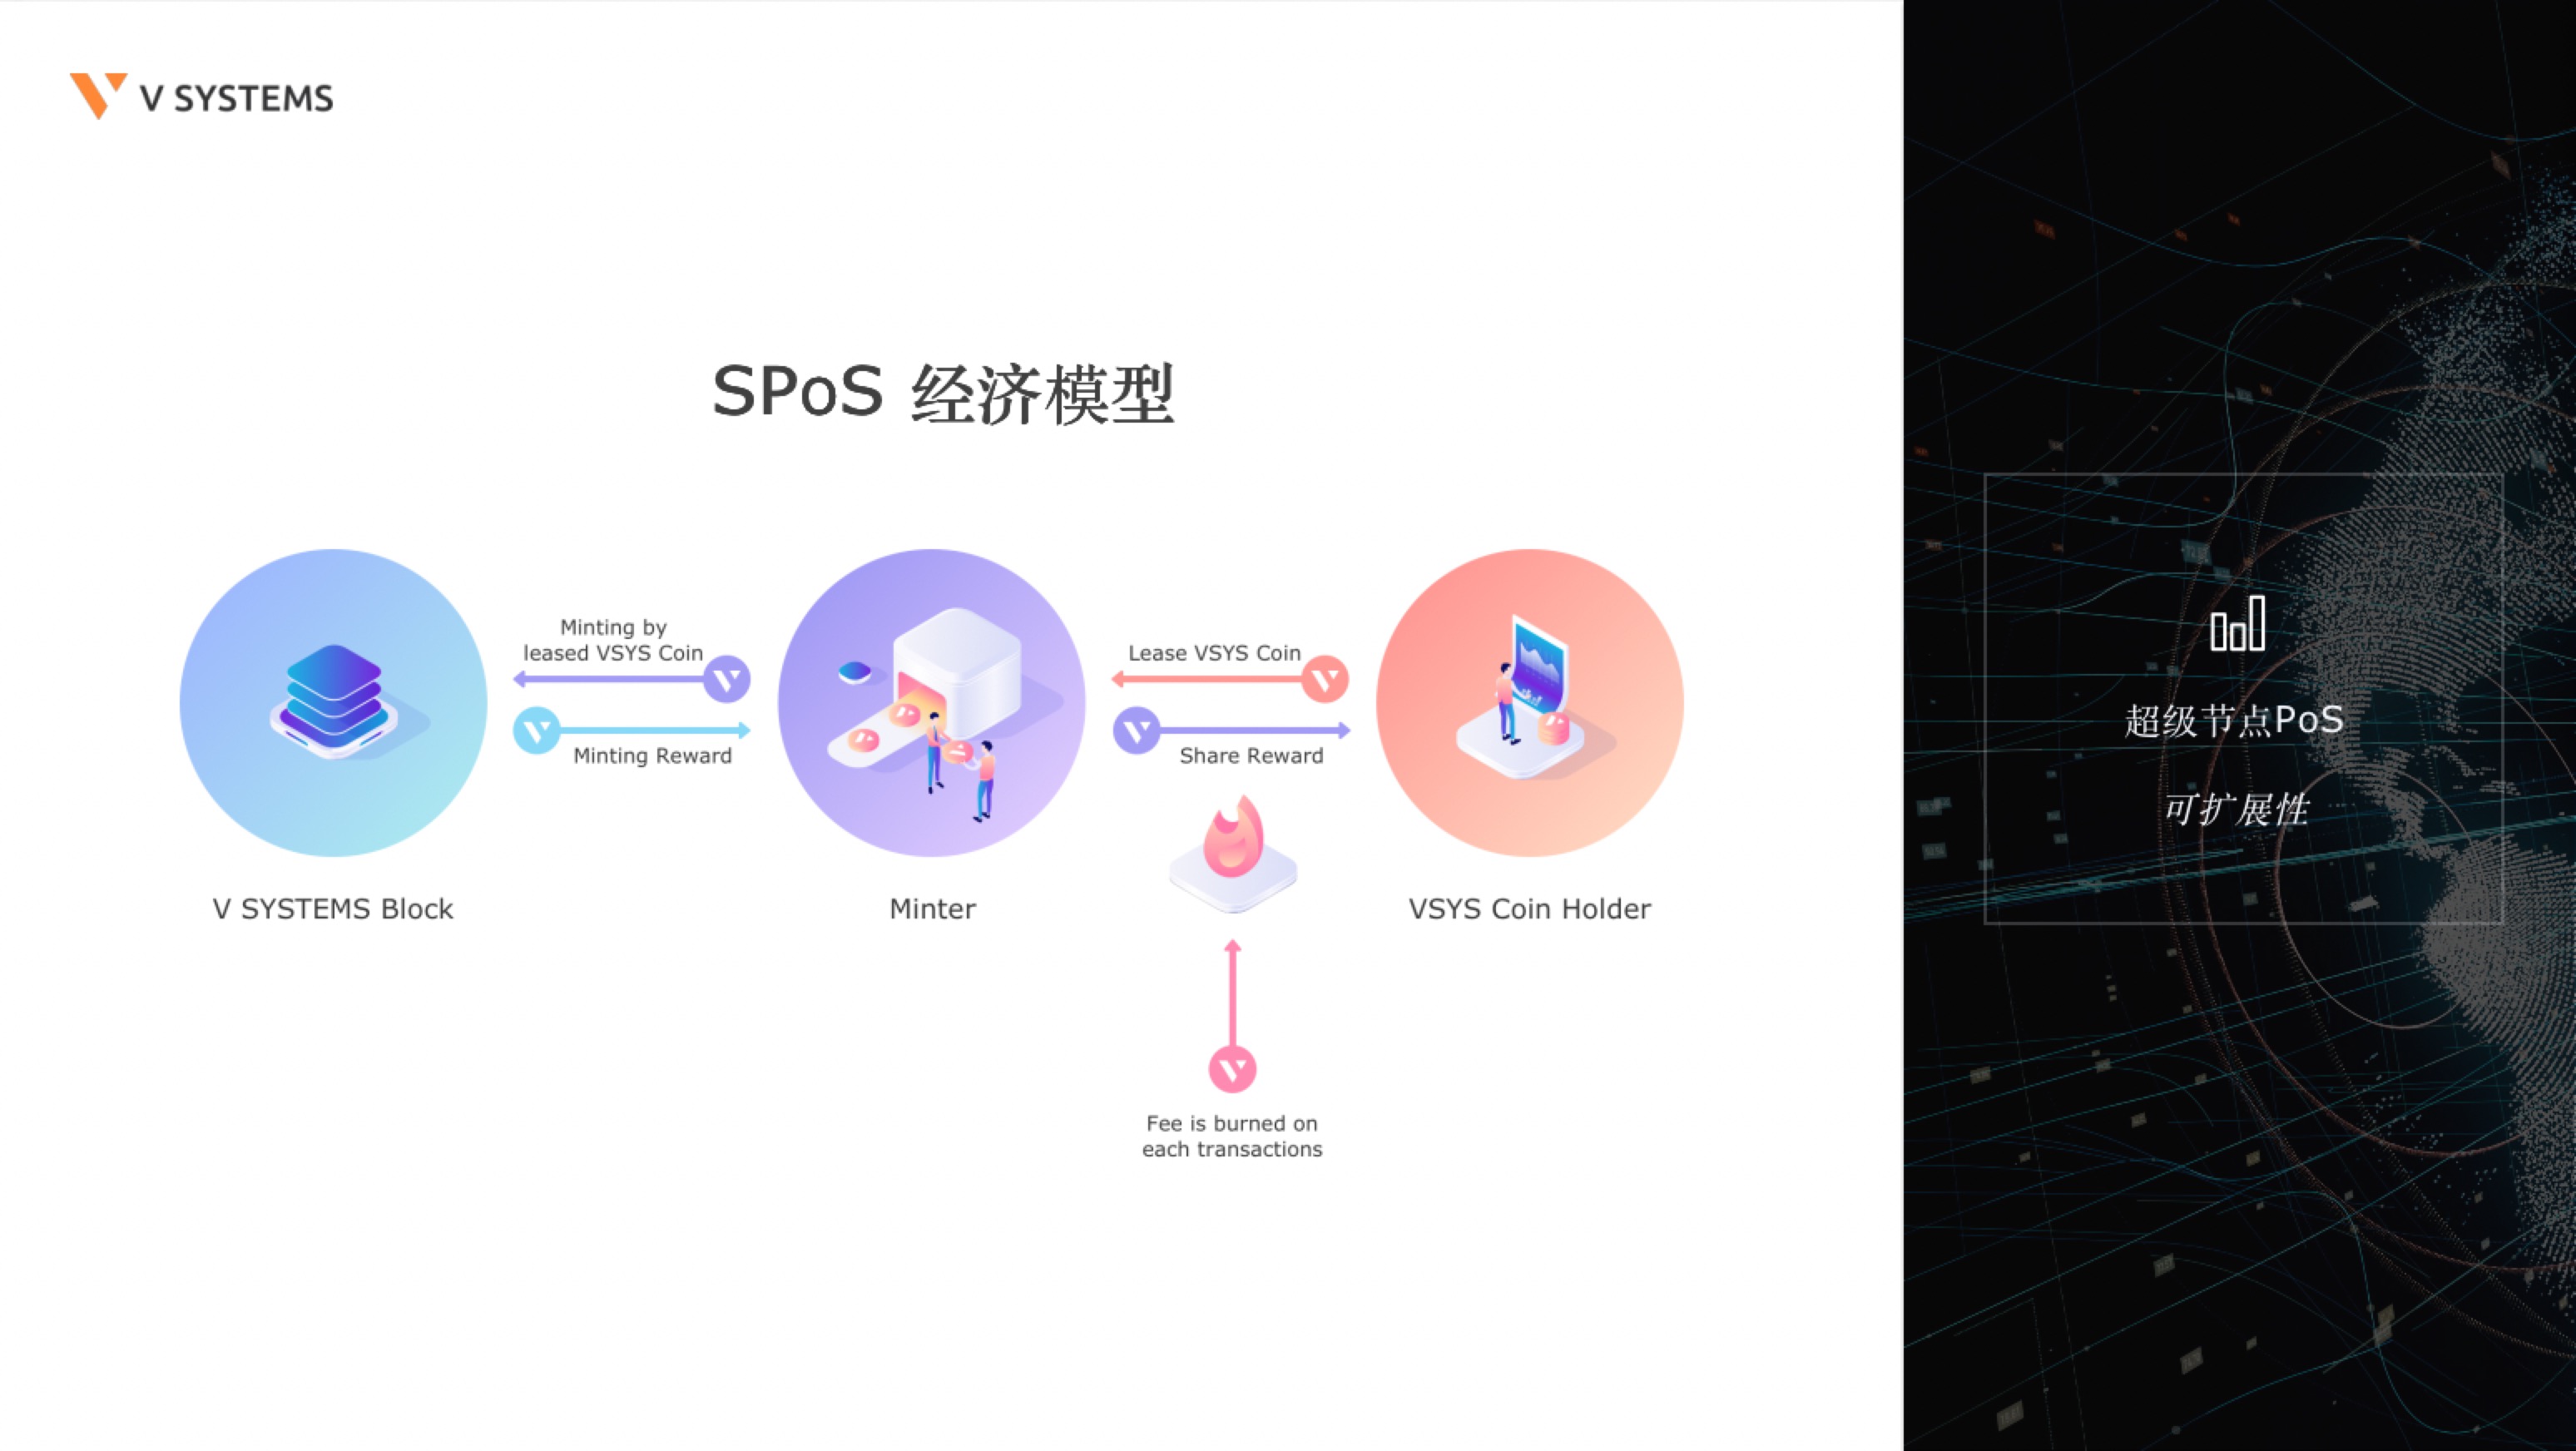 V SYSTEMS
SPoS 经济模型
Minting by
leased VSYS Coin
Minting Reward
Lease VSYS Coin
Share Reward
V SYSTEMS Block
Minter
VSYS Coin Holder
Fee is burned on
each transactions
超级节点PoS
可扩展性